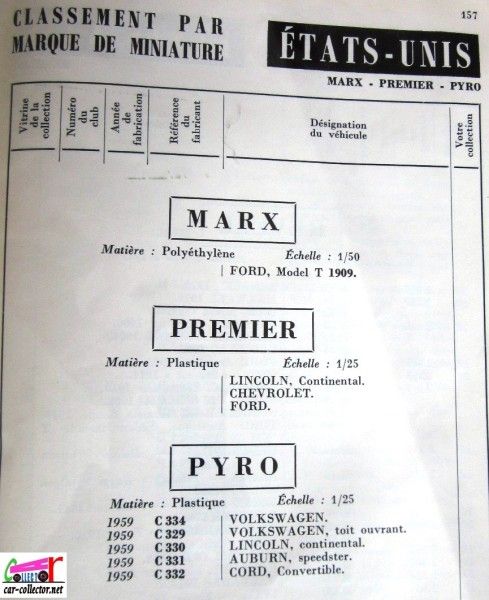 CLASSEMENT PAR
MARQUE DE MINIATURE
157
ÉTATS-UNIS
MARX - PREMIER - PYRO
Vitrine de la collection
Numéro du club
Année de fabrication
Référence du fabricant
Désignation
du véhicule
Votre collection
MARX
Matière : Polyéthylène Échelle : 1/50
FORD, Model T 1909.
PREMIER
Matière : Plastique Échelle : 1/25
LINCOLN, Continental.
CHEVROLET.
FORD.
PYRO
Matière : Plastique Échelle : 1/25
1959 C 334 VOLKSWAGEN.
1959 C 329 VOLKSWAGEN, toit ouvrant.
1959 C 330 LINCOLN, continental.
1959 C 331 AUBURN, speedster.
1959 C 332 CORD, Convertible.
CAR
COLLECTOR
car-collector.net